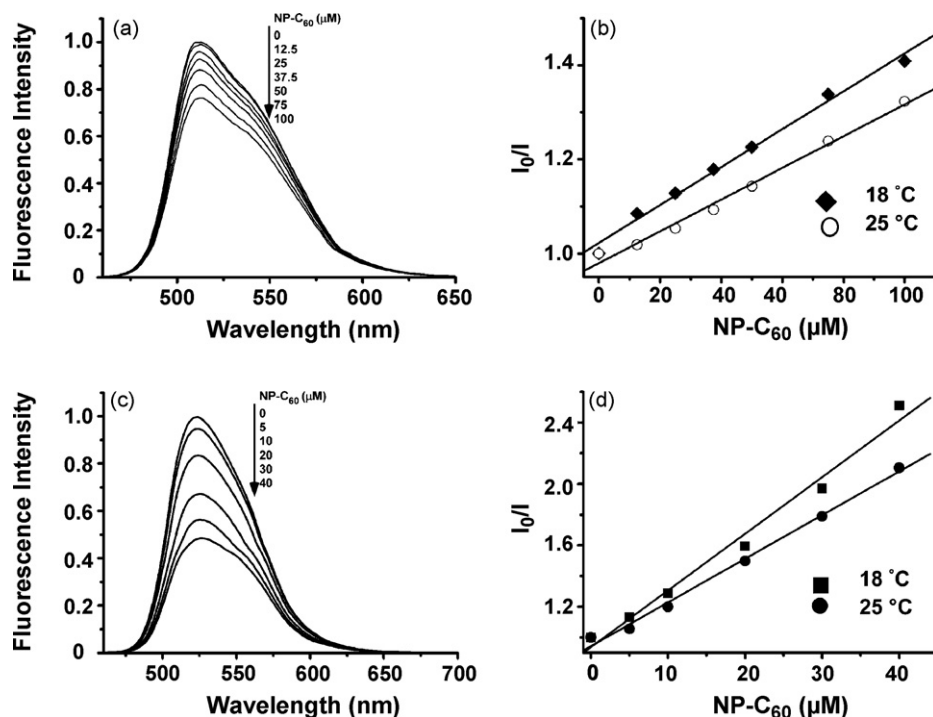 (a)
NP-C₆₀ (μM)
0
12.5
25
37.5
50
75
100
Fluorescence Intensity
1.0
0.8
0.6
0.4
0.2
0
500 550 600 650
Wavelength (nm)
(b)
I₀/I
1.4
1.2
1.0
18 ˚C
25 °C
0 20 40 60 80 100
NP-C₆₀ (μM)
(c)
NP-C₆₀ (μM)
0
5
10
20
30
40
Fluorescence Intensity
1.0
0.8
0.6
0.4
0.2
0
500 550 600 650 700
Wavelength (nm)
(d)
I₀/I
2.4
2.0
1.6
1.2
18 ˚C
25 °C
0 10 20 30 40
NP-C₆₀ (μM)